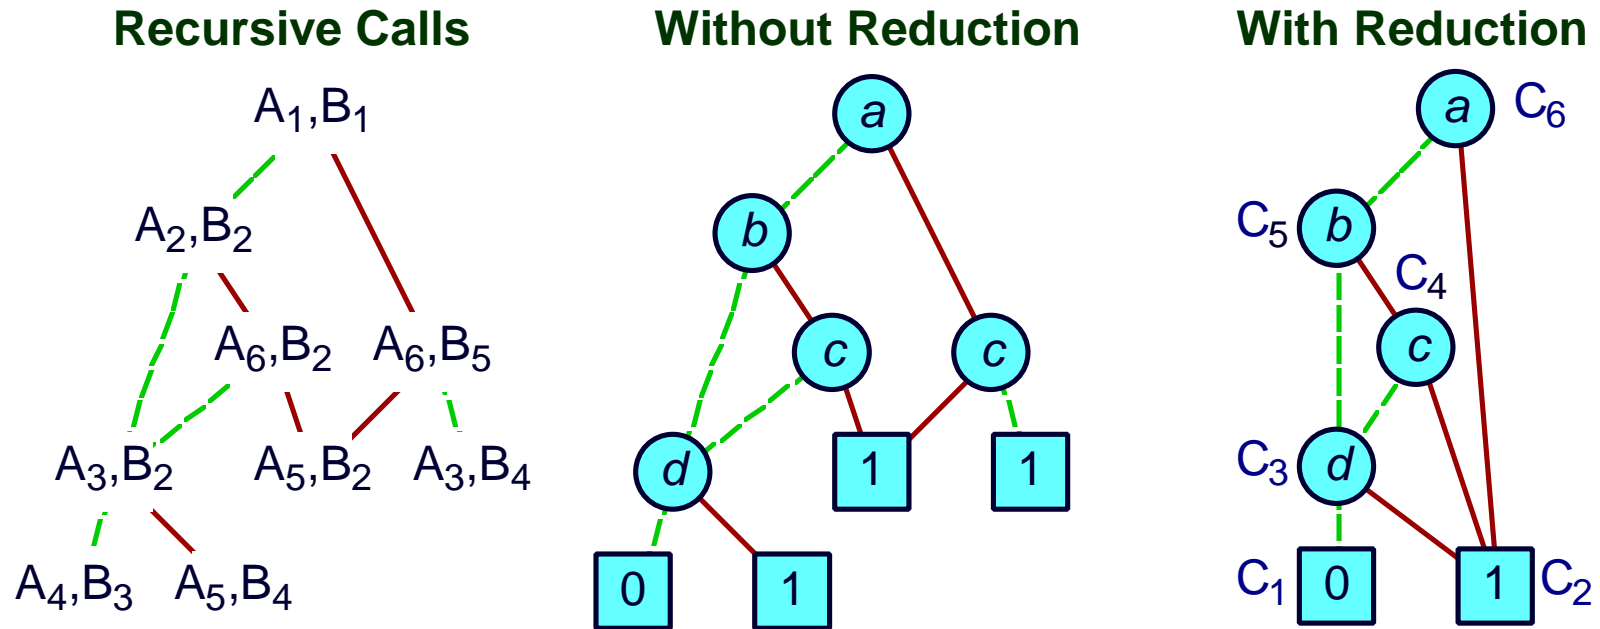 Recursive Calls
A1,B1
A2,B2
A6,B2 A6,B5
A3,B2 A5,B2 A3,B4
A4,B3 A5,B4
Without Reduction
a
b
c c
d 1 1
0 1
With Reduction
a C6
C5 b
C4
c
C3 d
C1 0 1 C2